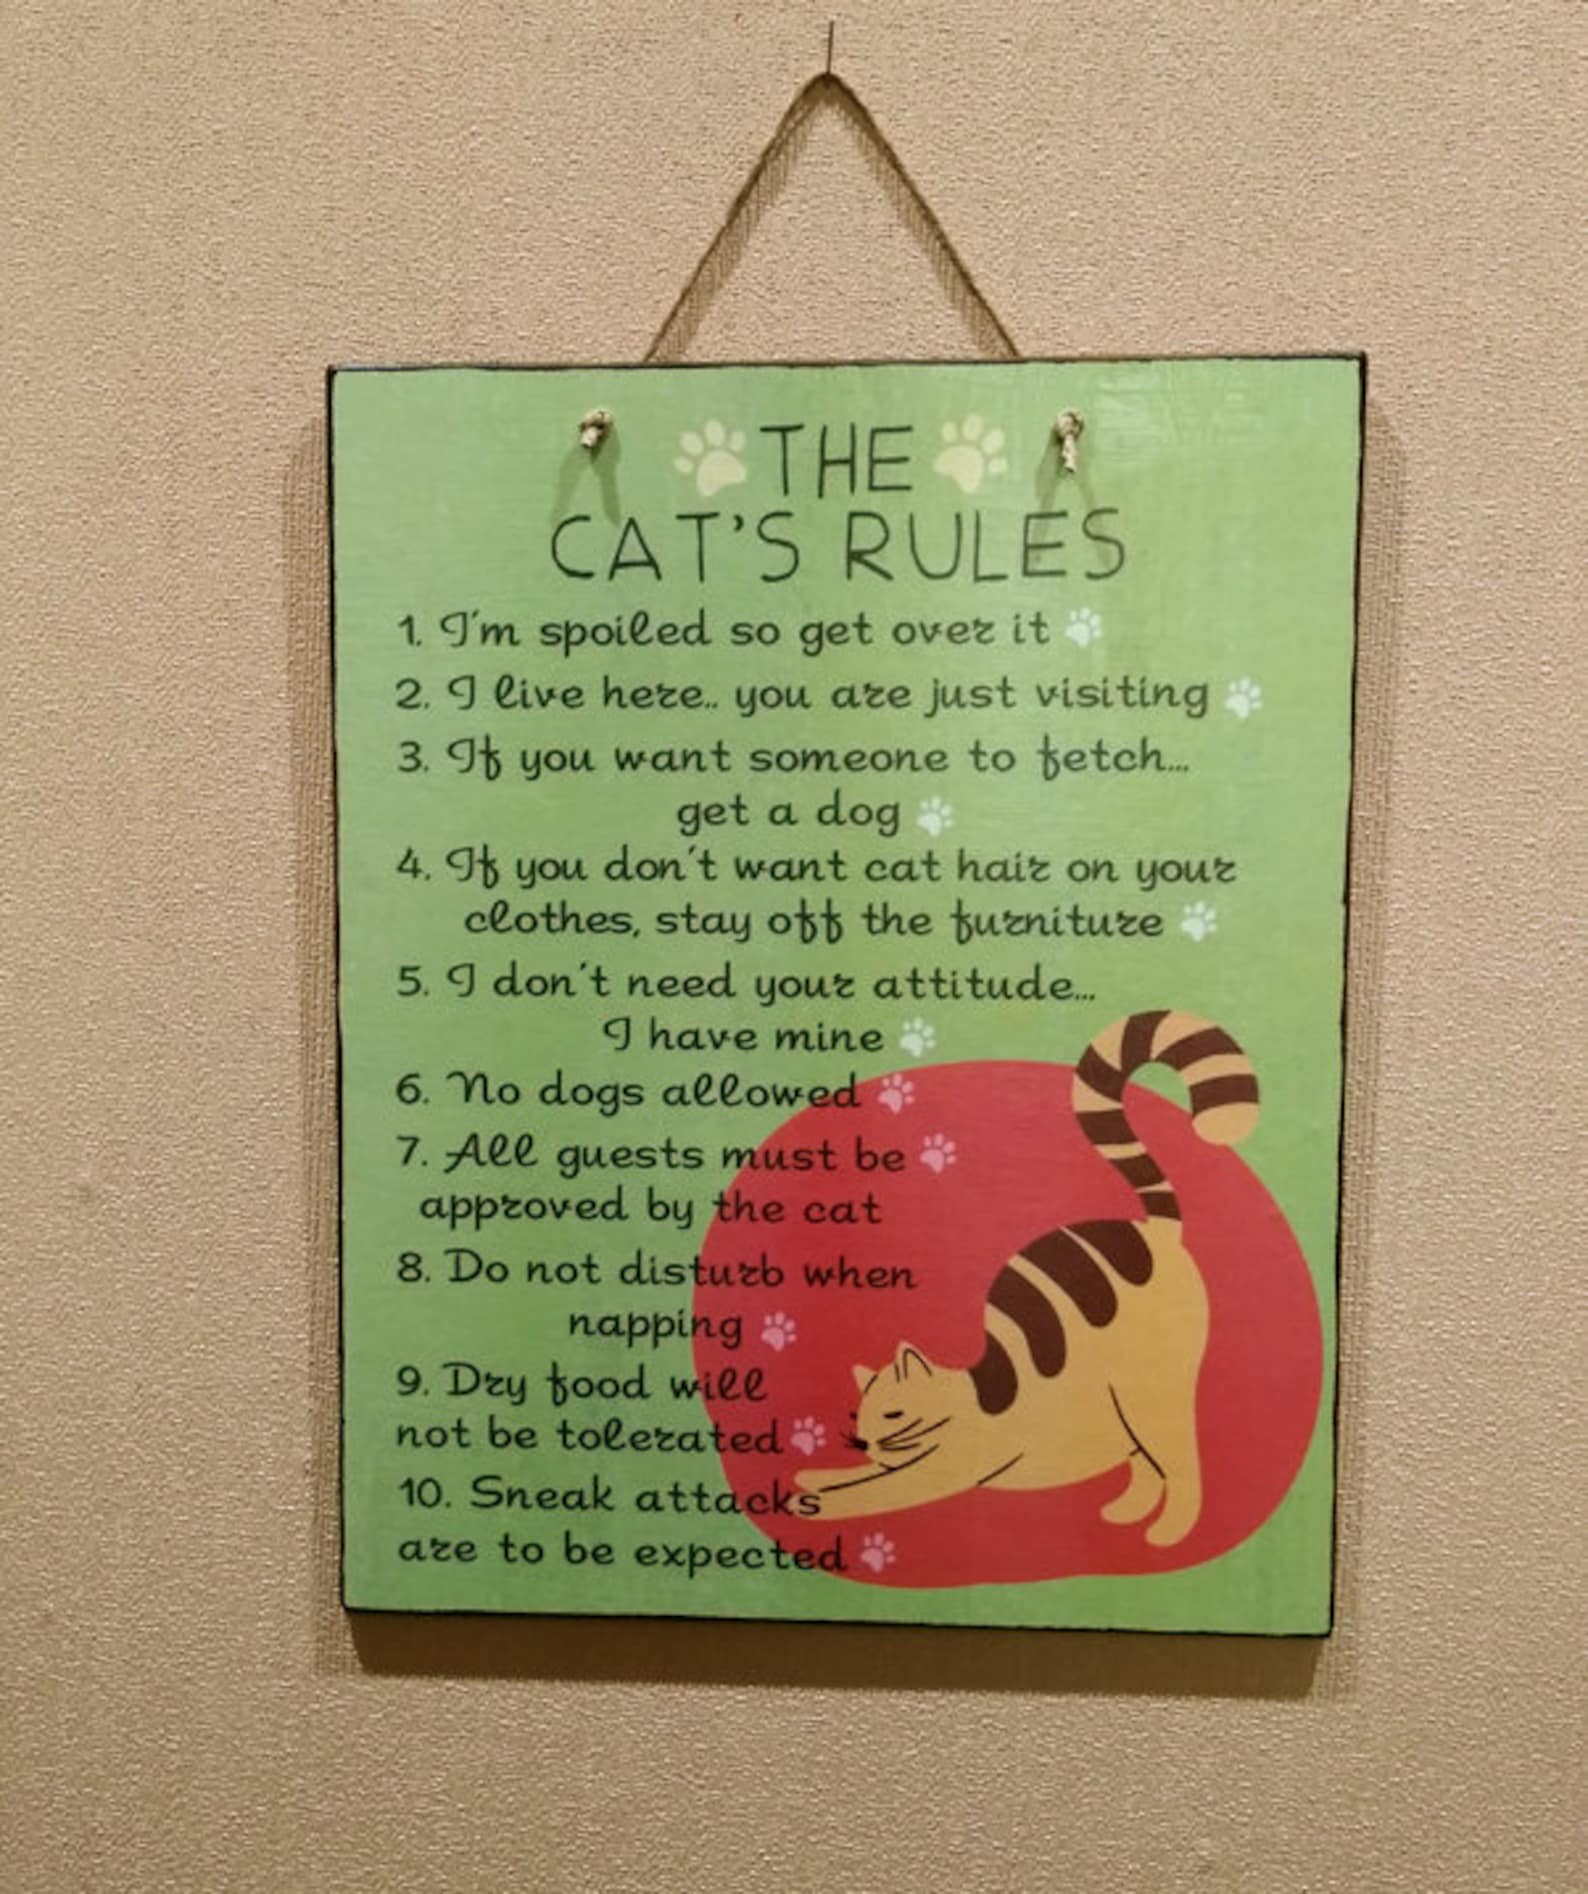 THE
CAT'S RULES
1. I'm spoiled so get over it
2. I live here.. you are just visiting
3. If you want someone to fetch...
get a dog
4. If you don't want cat hair on your
clothes, stay off the furniture
5. I don't need your attitude...
I have mine
6. No dogs allowed
7. All guests must be
approved by the cat
8. Do not disturb when
napping
9. Dry food will
not be tolerated
10. Sneak attacks
are to be expected